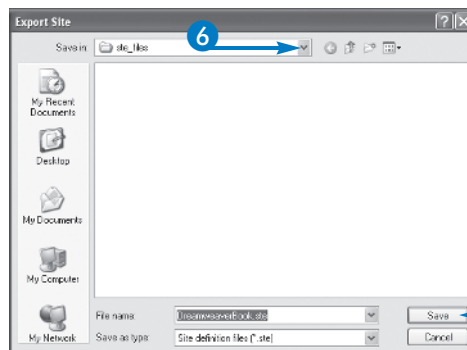 Export Site
Save in:
ste_files
6
My Recent
Documents
Desktop
My Documents
My Computer
My Network
File name:
DreamweaverBook.ste
Save
Save as type:
Site definition files (*.ste)
Cancel